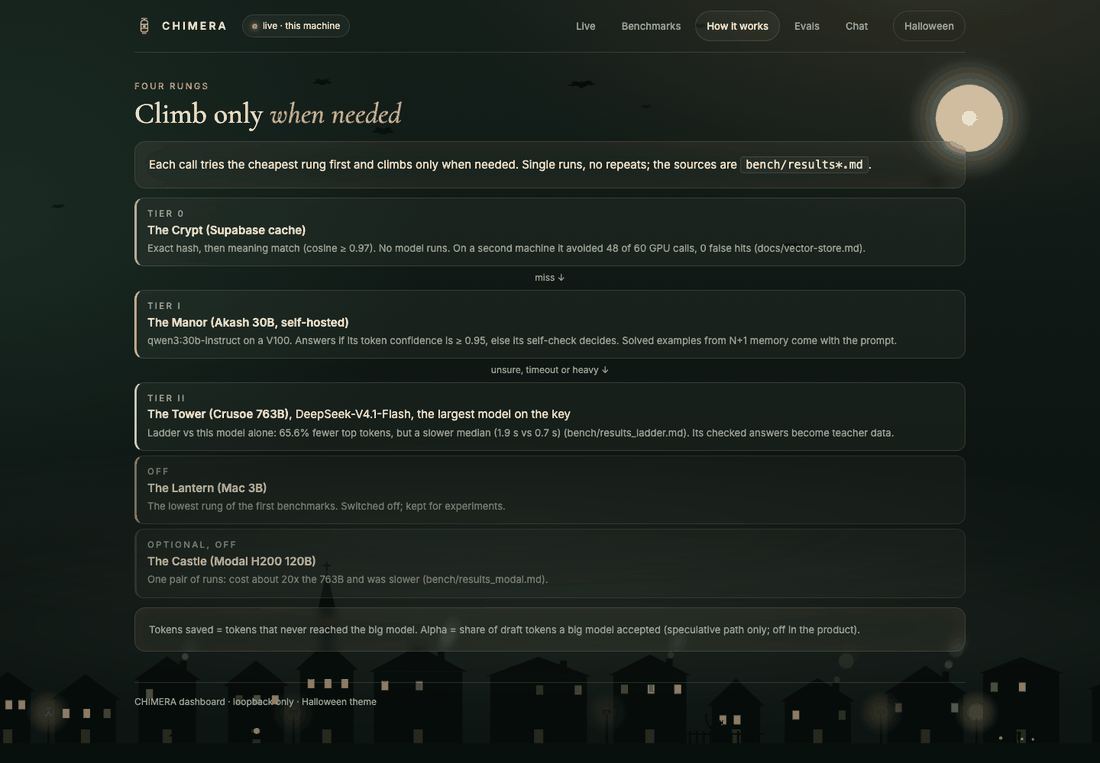 CHIMERA
live · this machine
Live
Benchmarks
How it works
Evals
Chat
Halloween
FOUR RUNGS
Climb only when needed
Each call tries the cheapest rung first and climbs only when needed. Single runs, no repeats; the sources are bench/results*.md.
TIER 0
The Crypt (Supabase cache)
Exact hash, then meaning match (cosine ≥ 0.97). No model runs. On a second machine it avoided 48 of 60 GPU calls, 0 false hits (docs/vector-store.md).
miss ↓
TIER I
The Manor (Akash 30B, self-hosted)
qwen3:30b-instruct on a V100. Answers if its token confidence is ≥ 0.95, else its self-check decides. Solved examples from N+1 memory come with the prompt.
unsure, timeout or heavy ↓
TIER II
The Tower (Crusoe 763B), DeepSeek-V4.1-Flash, the largest model on the key
Ladder vs this model alone: 65.6% fewer top tokens, but a slower median (1.9 s vs 0.7 s) (bench/results_ladder.md). Its checked answers become teacher data.
OFF
The Lantern (Mac 3B)
The lowest rung of the first benchmarks. Switched off; kept for experiments.
OPTIONAL, OFF
The Castle (Modal H200 120B)
One pair of runs: cost about 20x the 763B and was slower (bench/results_modal.md).
Tokens saved = tokens that never reached the big model. Alpha = share of draft tokens a big model accepted (speculative path only; off in the product).
CHIMERA dashboard · loopback only · Halloween theme